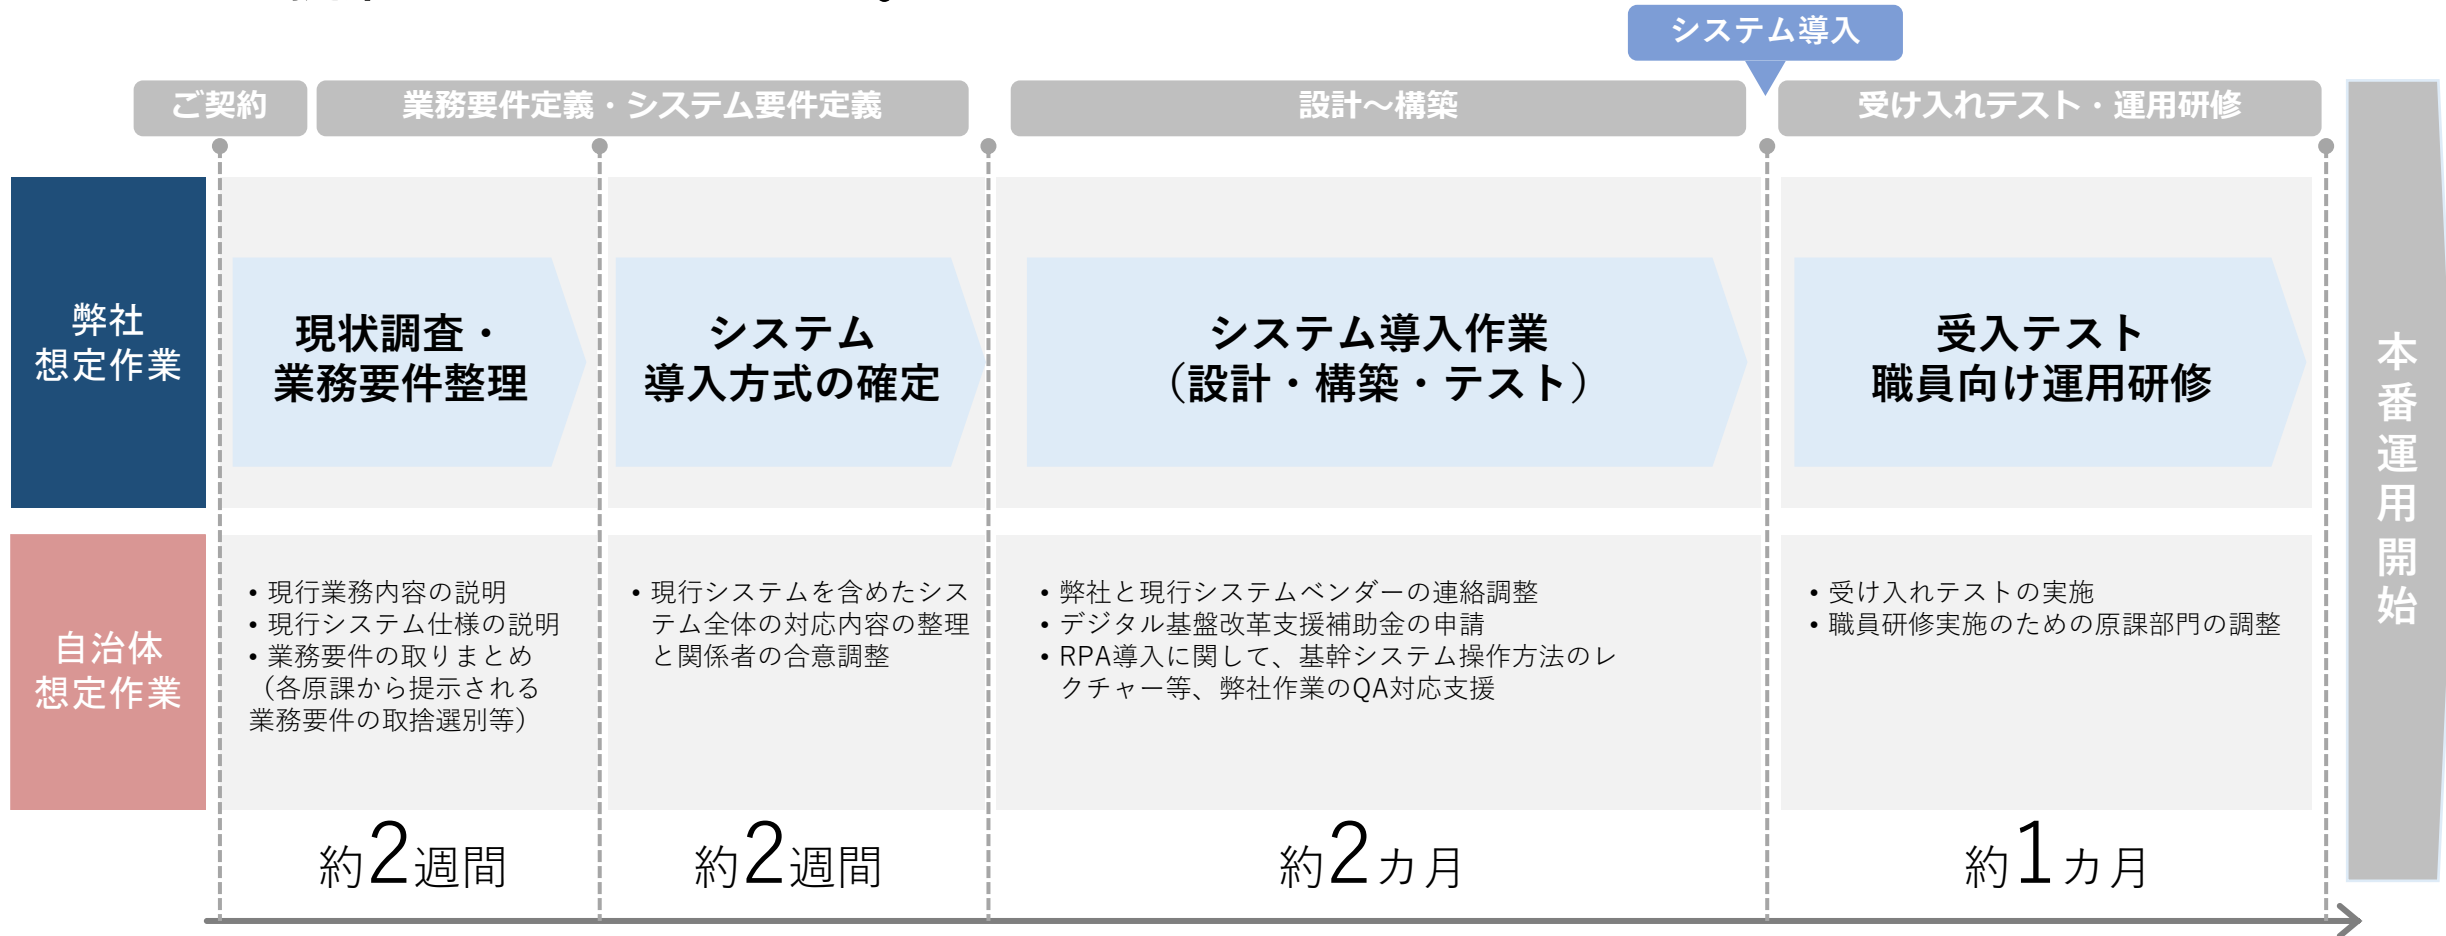 システム導入
ご契約
業務要件定義・システム要件定義
設計～構築
受け入れテスト・運用研修
弊社
想定作業
現状調査・
業務要件整理
システム
導入方式の確定
システム導入作業
（設計・構築・テスト）
受入テスト
職員向け運用研修
本番運用開始
自治体
想定作業
• 現行業務内容の説明
• 現行システム仕様の説明
• 業務要件の取りまとめ
（各原課から提示される
業務要件の取捨選別等）
• 現行システムを含めたシス
テム全体の対応内容の整理
と関係者の合意調整
• 弊社と現行システムベンダーの連絡調整
• デジタル基盤改革支援補助金の申請
• RPA導入に関して、基幹システム操作方法のレ
クチャー等、弊社作業のQA対応支援
• 受け入れテストの実施
• 職員研修実施のための原課部門の調整
約2週間
約2週間
約2カ月
約1カ月